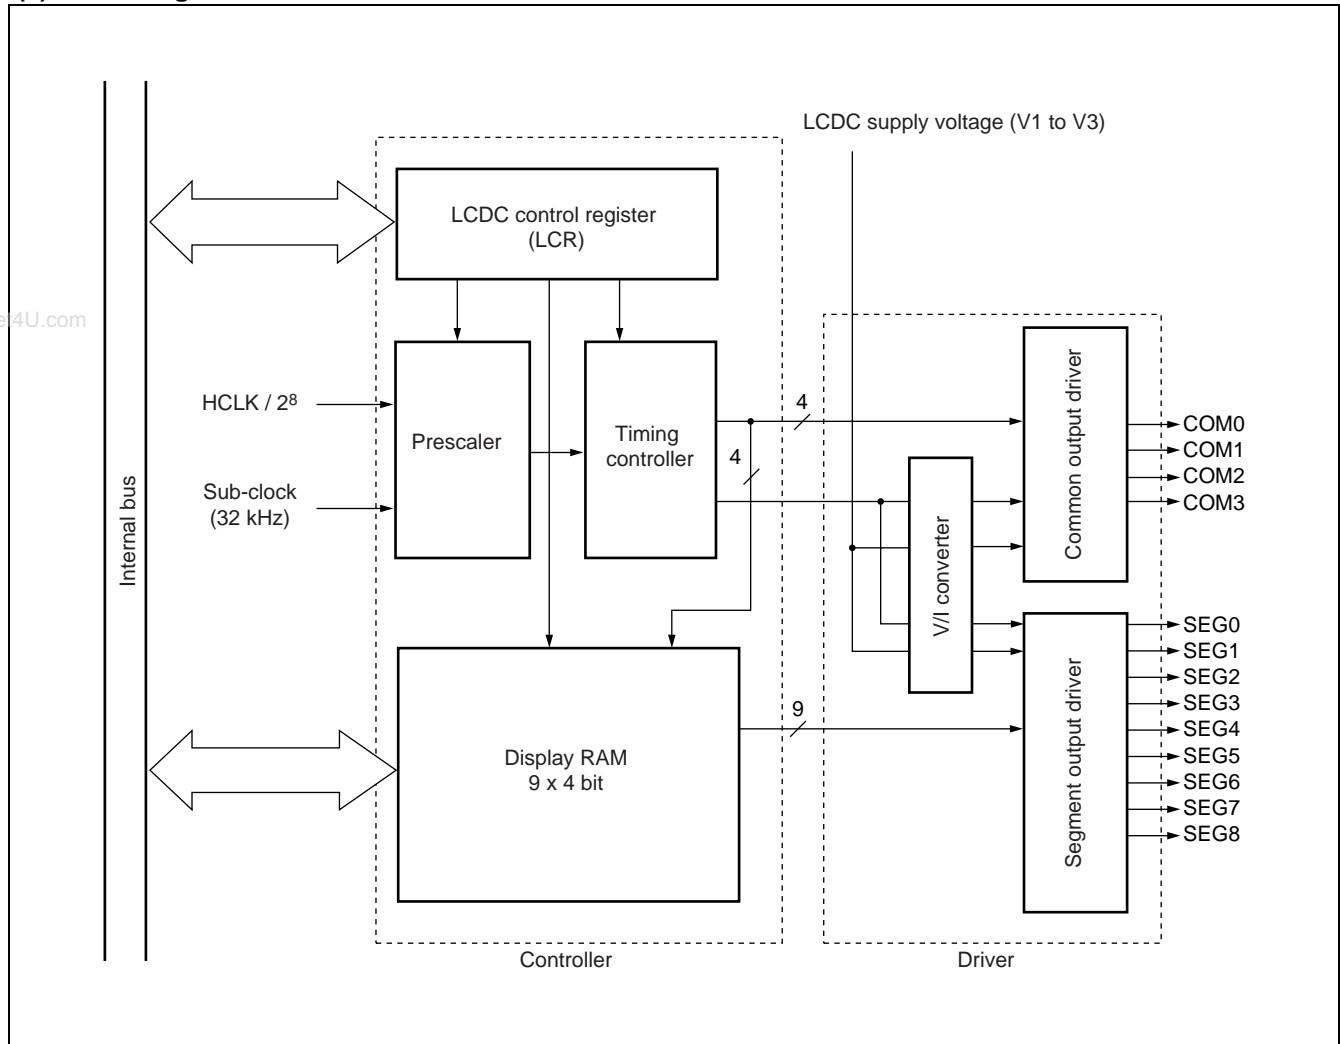 LCDC supply voltage (V1 to V3)
LCDC control register
(LCR)
et4U.com
HCLK / 2⁸
Prescaler
Timing
controller
4
4
Sub-clock
(32 kHz)
Internal bus
V/I converter
Common output driver
COM0
COM1
COM2
COM3
Display RAM
9 x 4 bit
9
Segment output driver
SEG0
SEG1
SEG2
SEG3
SEG4
SEG5
SEG6
SEG7
SEG8
Controller
Driver